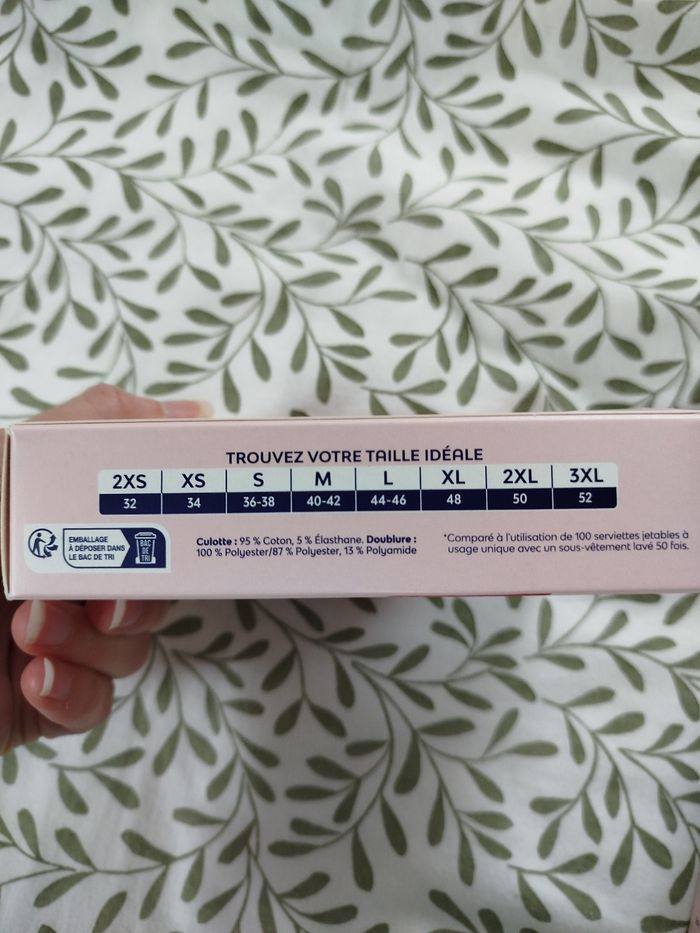 TROUVEZ VOTRE TAILLE IDÉALE
2XS XS S M L XL 2XL 3XL
32 34 36-38 40-42 44-46 48 50 52
EMBALLAGE
À DÉPOSER DANS
LE BAC DE TRI
BAC
DE
TRI
Culotte : 95 % Coton, 5 % Élasthane. Doublure :
100 % Polyester/87 % Polyester, 13 % Polyamide
*Comparé à l'utilisation de 100 serviettes jetables à
usage unique avec un sous-vêtement lavé 50 fois.